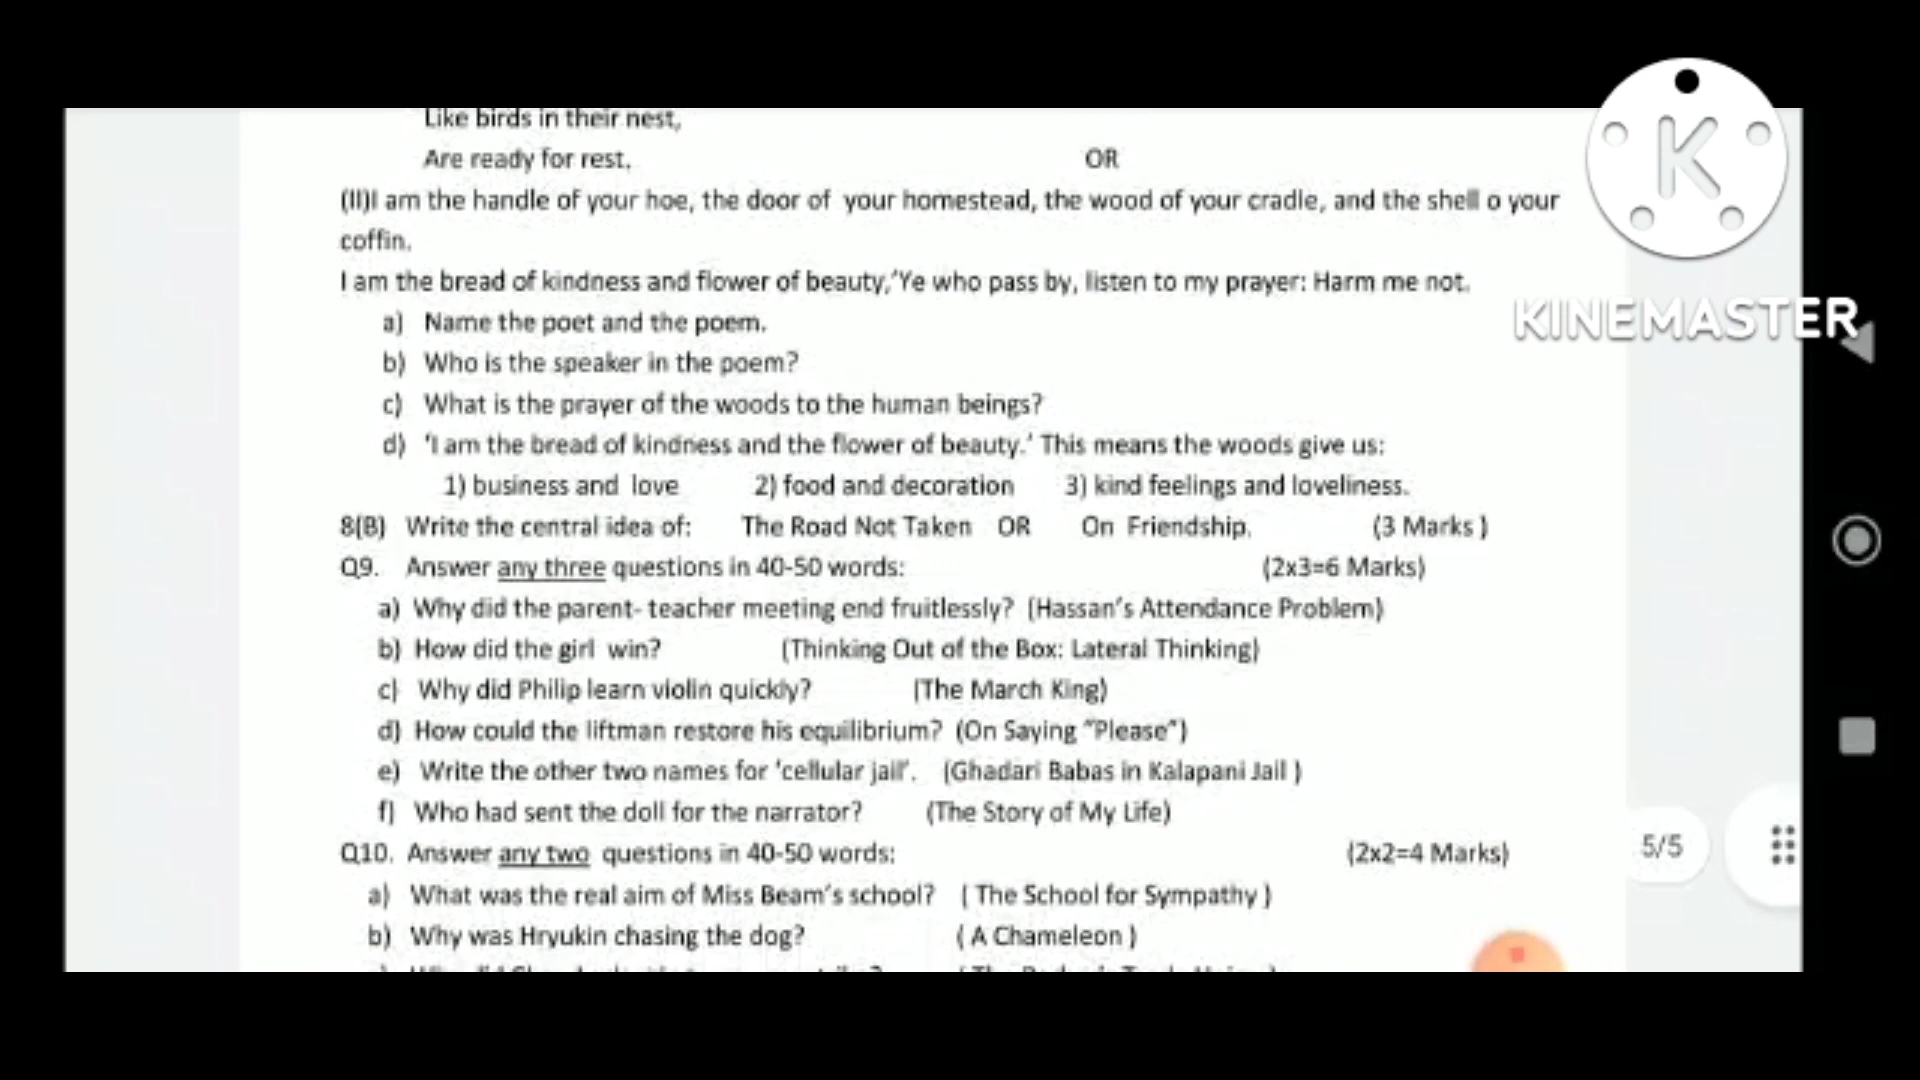 Like birds in their nest,
Are ready for rest. OR
(II)I am the handle of your hoe, the door of your homestead, the wood of your cradle, and the shell o your
coffin.
I am the bread of kindness and flower of beauty,'Ye who pass by, listen to my prayer: Harm me not.
KINEMASTER
a) Name the poet and the poem.
b) Who is the speaker in the poem?
c) What is the prayer of the woods to the human beings?
d) 'I am the bread of kindness and the flower of beauty.' This means the woods give us:
1) business and love 2) food and decoration 3) kind feelings and loveliness.
8(B) Write the central idea of: The Road Not Taken OR On Friendship. (3 Marks )
Q9. Answer any three questions in 40-50 words: (2x3=6 Marks)
a) Why did the parent- teacher meeting end fruitlessly? (Hassan's Attendance Problem)
b) How did the girl win? (Thinking Out of the Box: Lateral Thinking)
c) Why did Philip learn violin quickly? (The March King)
d) How could the liftman restore his equilibrium? (On Saying "Please")
e) Write the other two names for 'cellular jail'. (Ghadari Babas in Kalapani Jail )
f) Who had sent the doll for the narrator? (The Story of My Life)
Q10. Answer any two questions in 40-50 words: (2x2=4 Marks)
5/5
a) What was the real aim of Miss Beam's school? ( The School for Sympathy )
b) Why was Hryukin chasing the dog? ( A Chameleon )